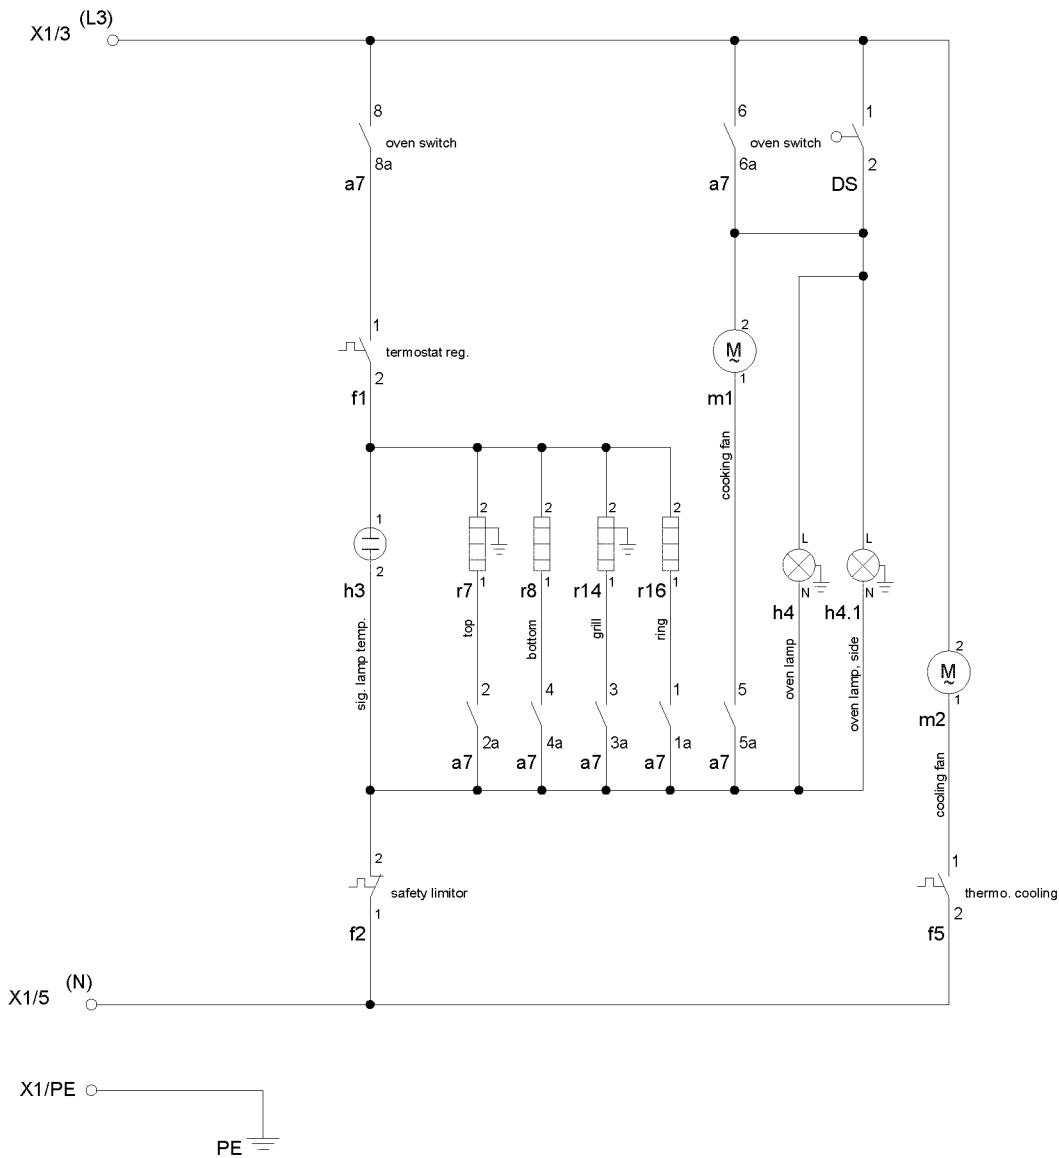 (L3)
X1/3
8
6
1
oven switch
oven switch
8a
6a
2
a7
a7
DS
1
2
termostat reg.
M
~
2
1
f1
m1
cooking fan
1
2
2
2
2
L
L
2
1
1
1
1
N
N
h3
r7
r8
r14
r16
h4
h4.1
sig. lamp temp.
top
bottom
grill
ring
oven lamp
oven lamp, side
2
M
~
1
m2
2
4
3
1
5
2a
4a
3a
1a
5a
a7
a7
a7
a7
a7
cooling fan
2
1
safety limitor
thermo. cooling
1
2
f2
f5
(N)
X1/5
X1/PE
PE